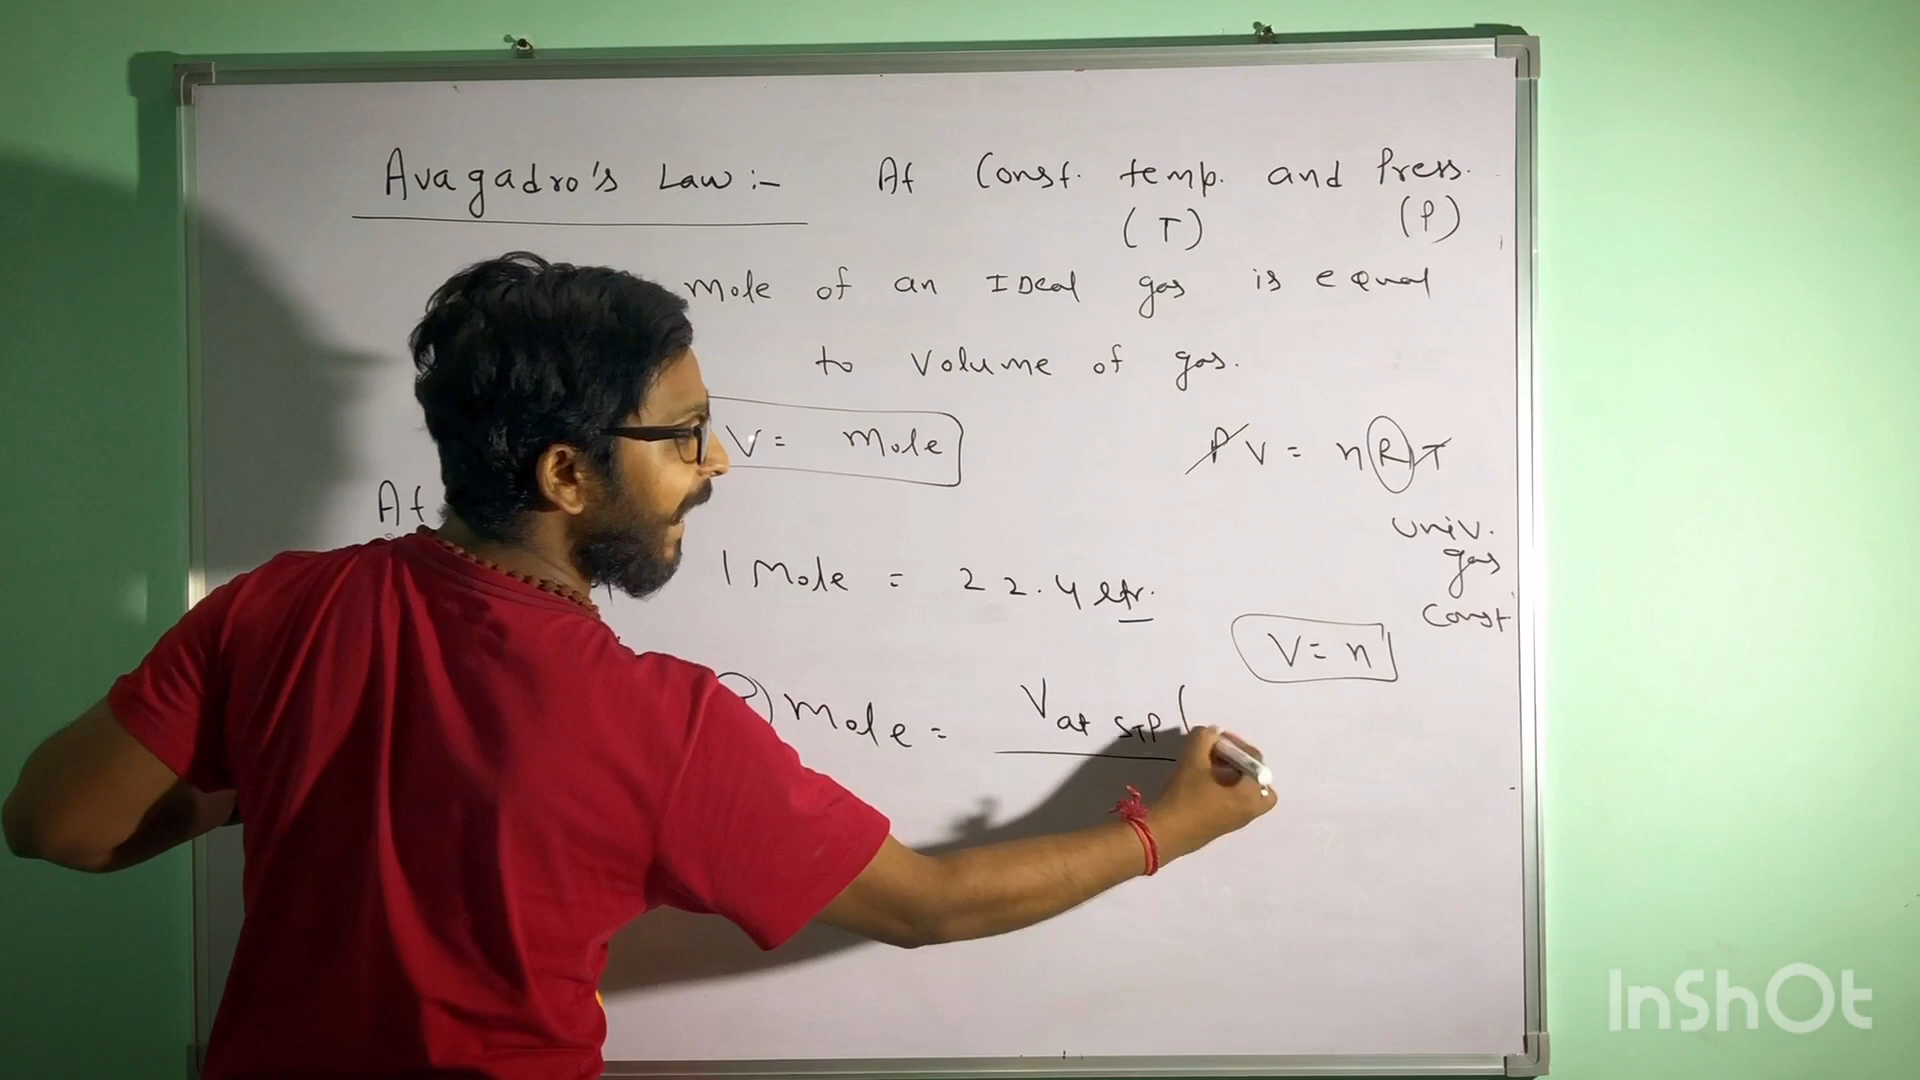 Avagadro's Law :- At Const. temp. and Press.
(T) (P)
mole of an IDeal gas is equal
to Volume of gas.
V = Mole
PV = nRT
At
Univ.
gas
const
1 Mole = 22.4 ltr.
V = n
Mole = V at STP (
InShOt